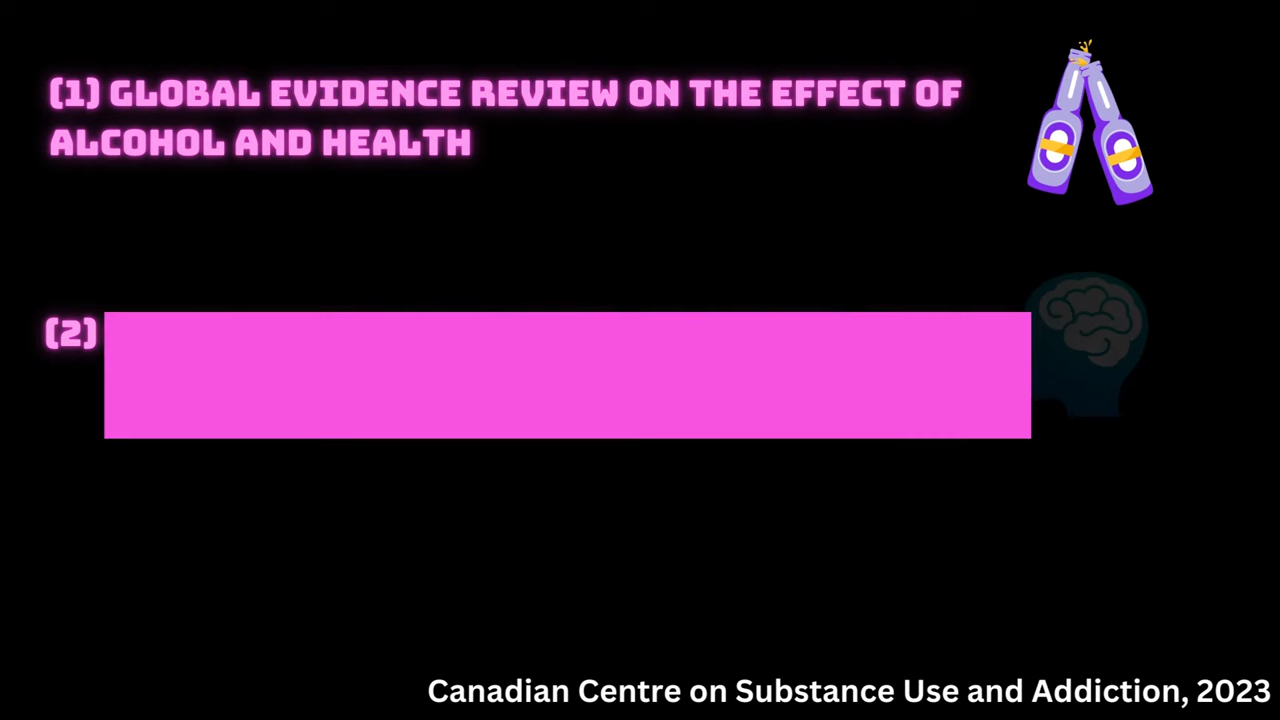 (1) GLOBAL EVIDENCE REVIEW ON THE EFFECT OF
ALCOHOL AND HEALTH
(2)
Canadian Centre on Substance Use and Addiction, 2023